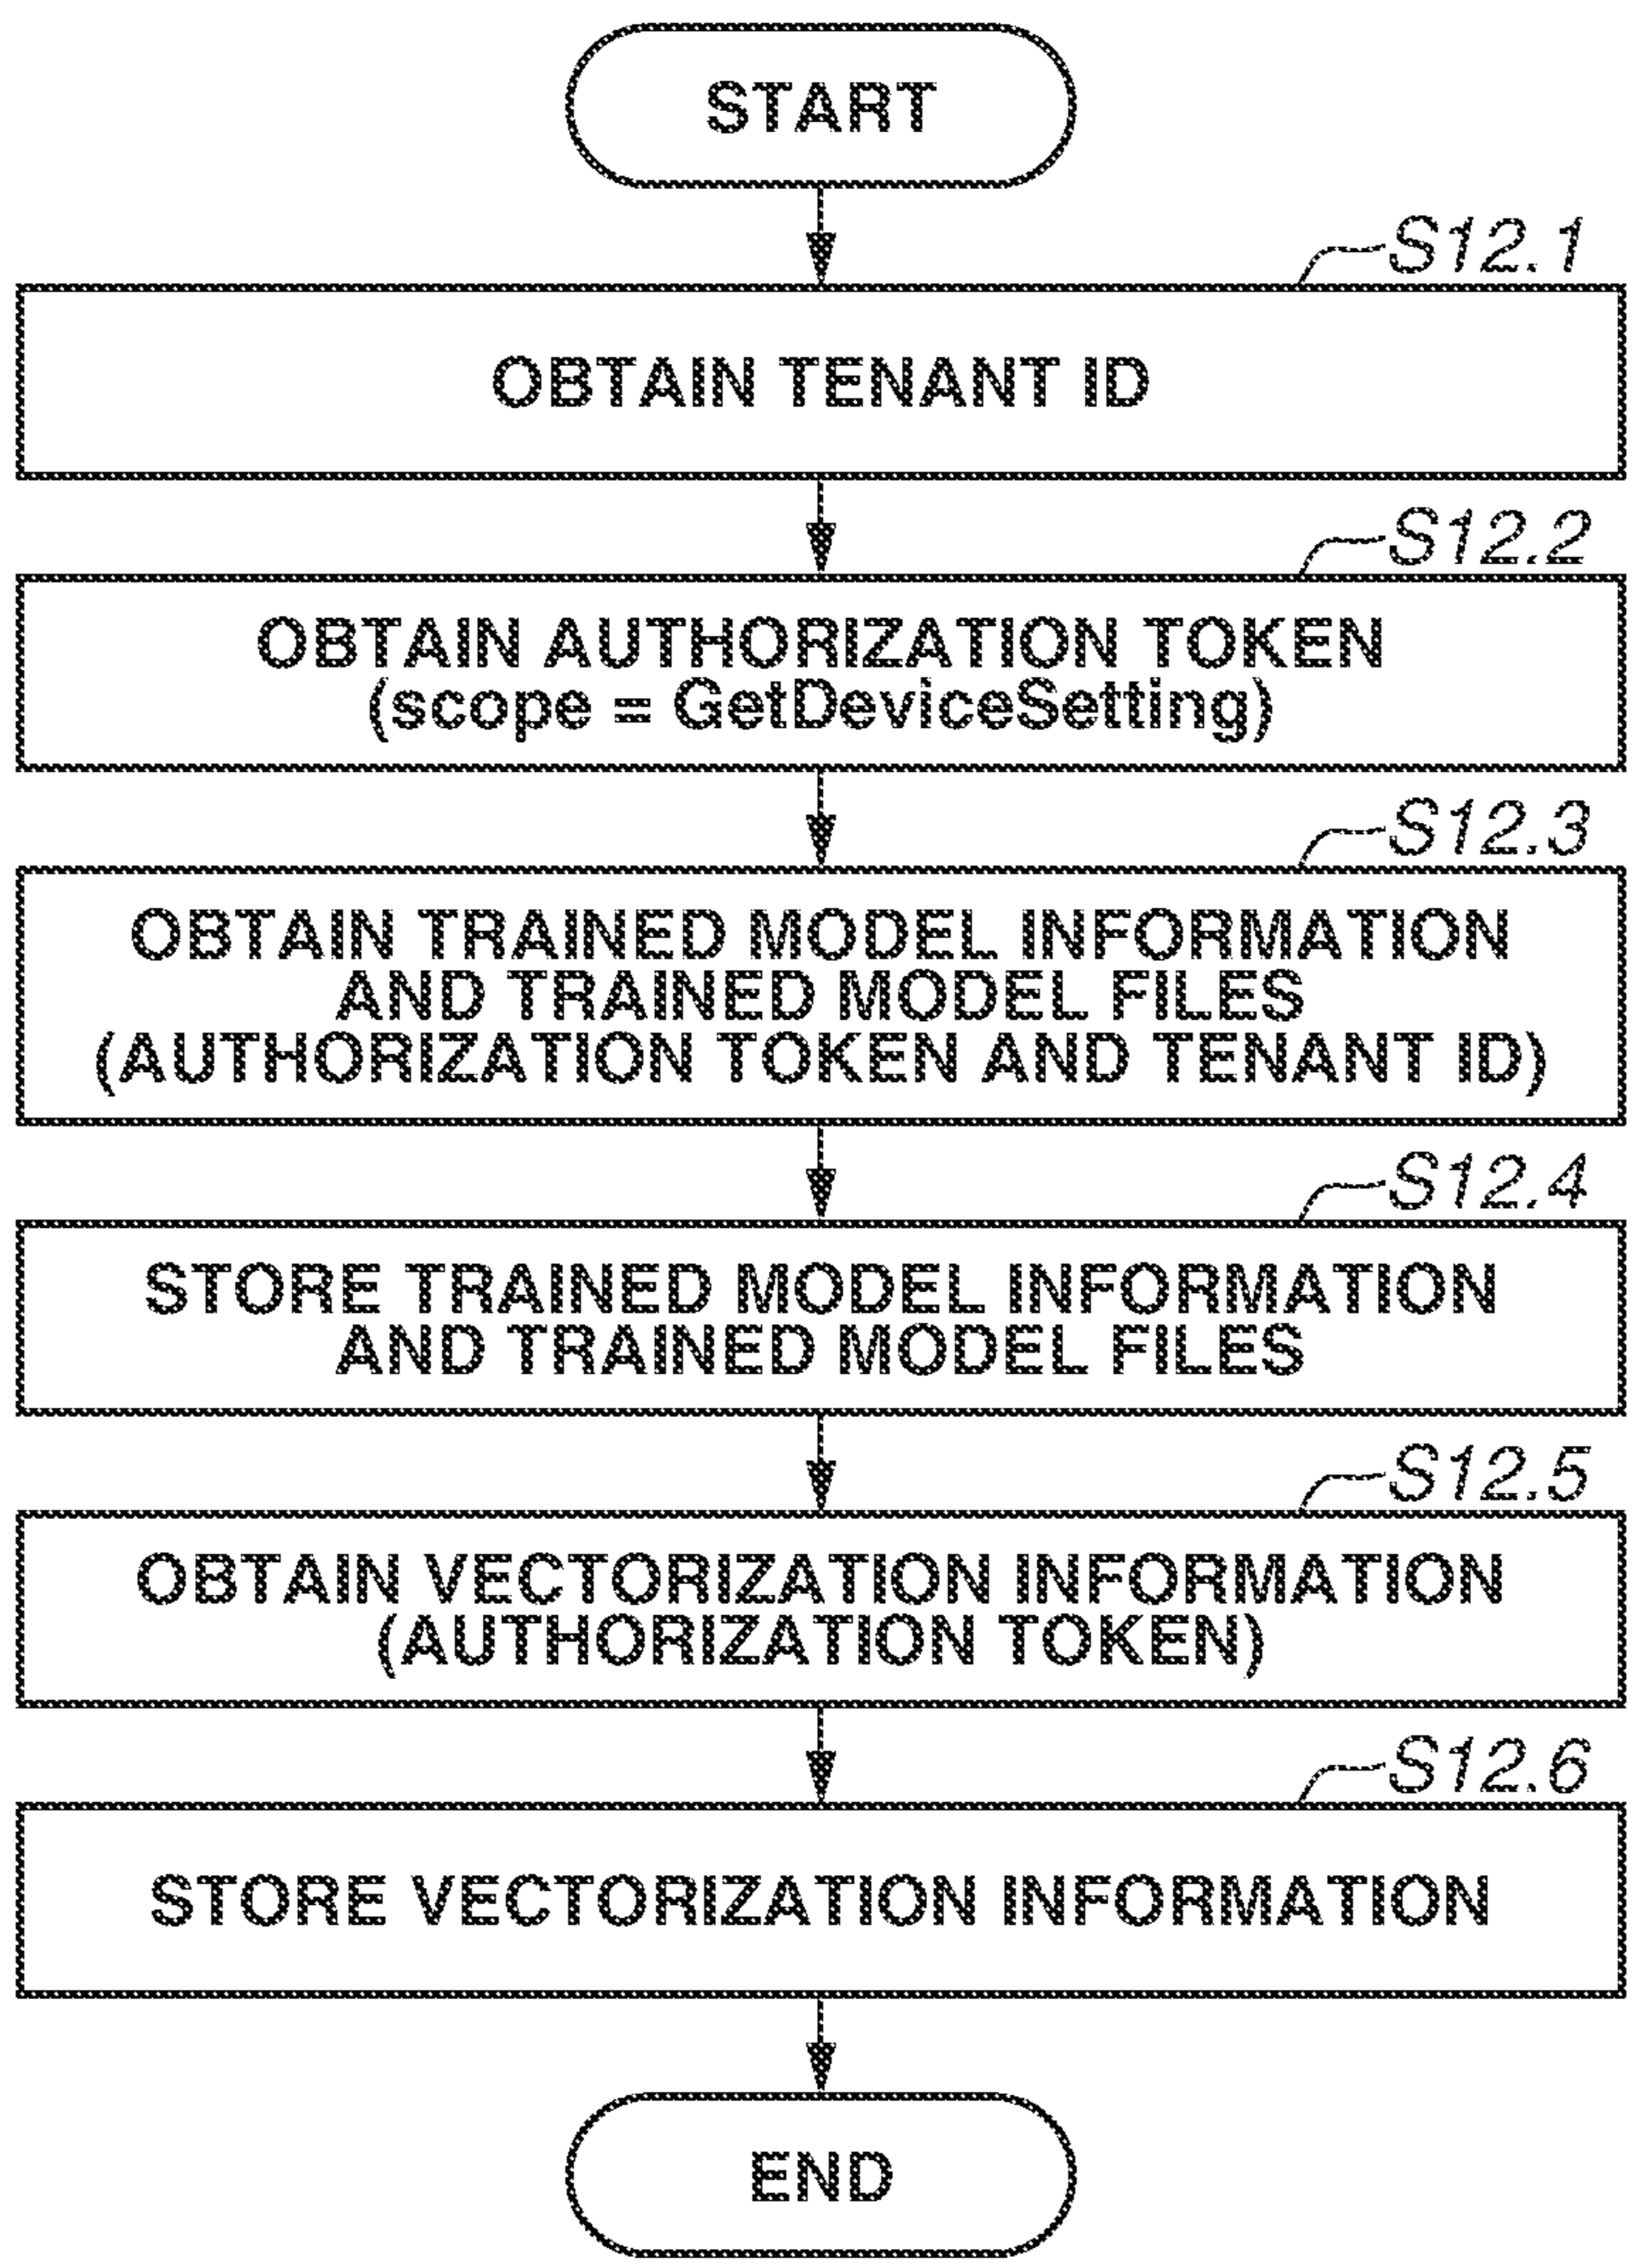 START
S12.1
OBTAIN TENANT ID
S12.2
OBTAIN AUTHORIZATION TOKEN
(scope = GetDeviceSetting)
S12.3
OBTAIN TRAINED MODEL INFORMATION
AND TRAINED MODEL FILES
(AUTHORIZATION TOKEN AND TENANT ID)
S12.4
STORE TRAINED MODEL INFORMATION
AND TRAINED MODEL FILES
S12.5
OBTAIN VECTORIZATION INFORMATION
(AUTHORIZATION TOKEN)
S12.6
STORE VECTORIZATION INFORMATION
END